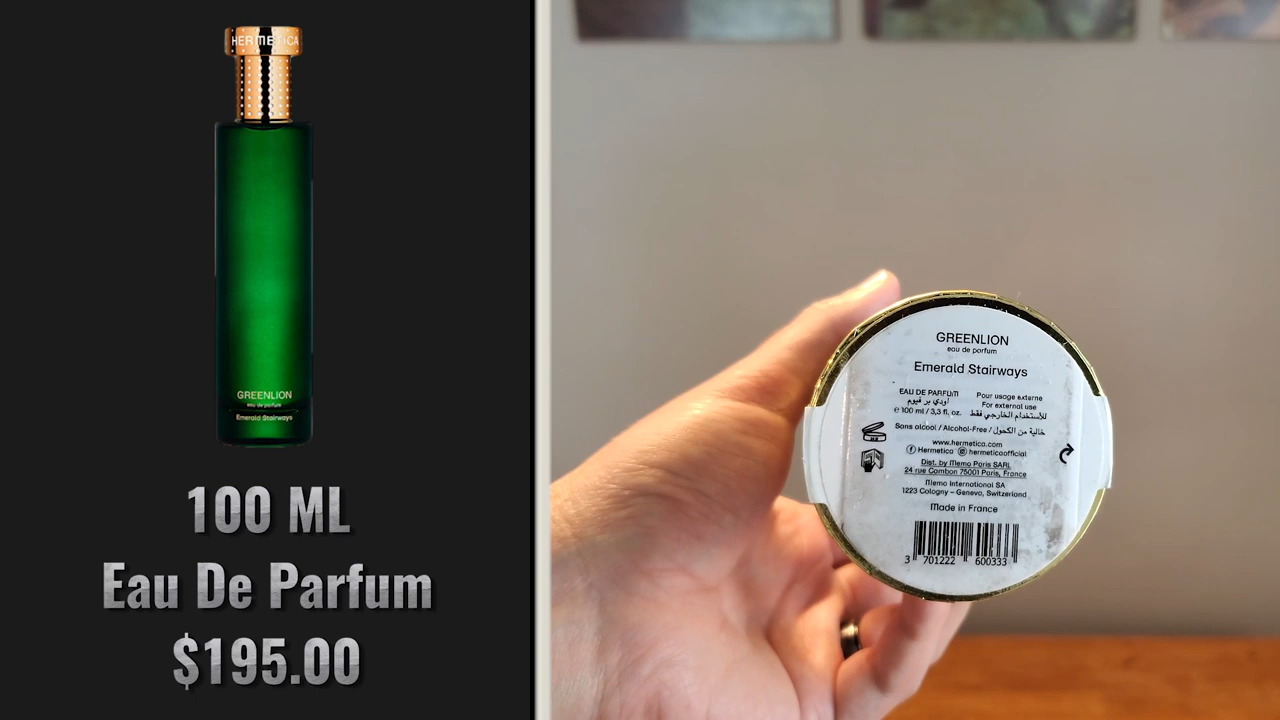 HERMETICA
GREENLION
eau de parfum
Emerald Stairways
100 ML
Eau De Parfum
$195.00
GREENLION
eau de parfum
Emerald Stairways
EAU DE PARFUM
أودي بر فيوم
e 100 ml / 3,3 fl. oz.
Pour usage externe
For external use
للأستخدام الخارجي فقط
Sans alcool / Alcohol-Free / خالية من الكحول
www.hermetica.com
Hermetica hermeticaofficial
Dist. by Memo Paris SARL
24 rue Cambon 75001 Paris, France
Memo International SA
1223 Cologny – Geneva, Switzerland
Made in France
3 701222 600333